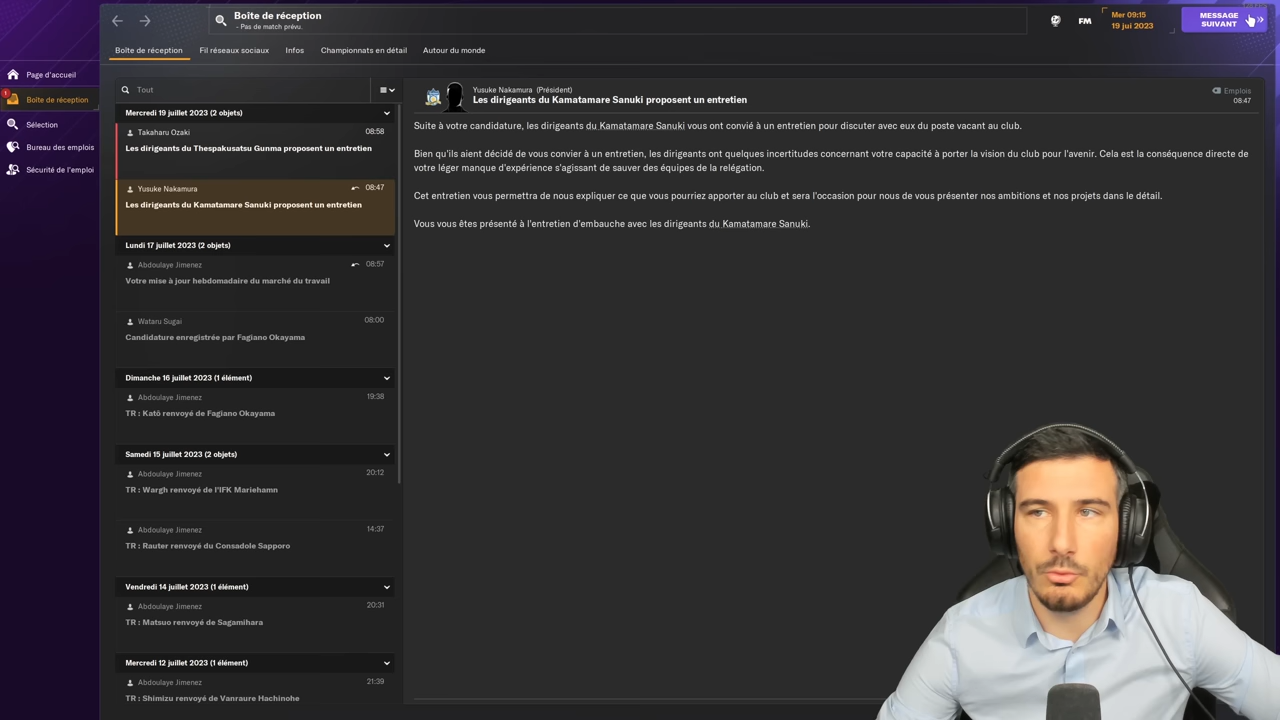 Boîte de réception
- Pas de match prévu.
FM
Mer 09:15
19 jui 2023
MESSAGE
SUIVANT
Boîte de réception
Fil réseaux sociaux
Infos
Championnats en détail
Autour du monde
Page d'accueil
1
Boîte de réception
Sélection
Bureau des emplois
Sécurité de l'emploi
Tout
Mercredi 19 juillet 2023 (2 objets)
Takaharu Ozaki 08:58
Les dirigeants du Thespakusatsu Gunma proposent un entretien
Yusuke Nakamura 08:47
Les dirigeants du Kamatamare Sanuki proposent un entretien
Lundi 17 juillet 2023 (2 objets)
Abdoulaye Jimenez 08:57
Votre mise à jour hebdomadaire du marché du travail
Wataru Sugai 08:00
Candidature enregistrée par Fagiano Okayama
Dimanche 16 juillet 2023 (1 élément)
Abdoulaye Jimenez 19:38
TR : Katô renvoyé de Fagiano Okayama
Samedi 15 juillet 2023 (2 objets)
Abdoulaye Jimenez 20:12
TR : Wargh renvoyé de l'IFK Mariehamn
Abdoulaye Jimenez 14:37
TR : Rauter renvoyé du Consadole Sapporo
Vendredi 14 juillet 2023 (1 élément)
Abdoulaye Jimenez 20:31
TR : Matsuo renvoyé de Sagamihara
Mercredi 12 juillet 2023 (1 élément)
Abdoulaye Jimenez 21:39
TR : Shimizu renvoyé de Vanraure Hachinohe
Yusuke Nakamura (Président)
Les dirigeants du Kamatamare Sanuki proposent un entretien
Emplois
08:47
Suite à votre candidature, les dirigeants du Kamatamare Sanuki vous ont convié à un entretien pour discuter avec eux du poste vacant au club.
Bien qu'ils aient décidé de vous convier à un entretien, les dirigeants ont quelques incertitudes concernant votre capacité à porter la vision du club pour l'avenir. Cela est la conséquence directe de
votre léger manque d'expérience s'agissant de sauver des équipes de la relégation.
Cet entretien vous permettra de nous expliquer ce que vous pourriez apporter au club et sera l'occasion pour nous de vous présenter nos ambitions et nos projets dans le détail.
Vous vous êtes présenté à l'entretien d'embauche avec les dirigeants du Kamatamare Sanuki.